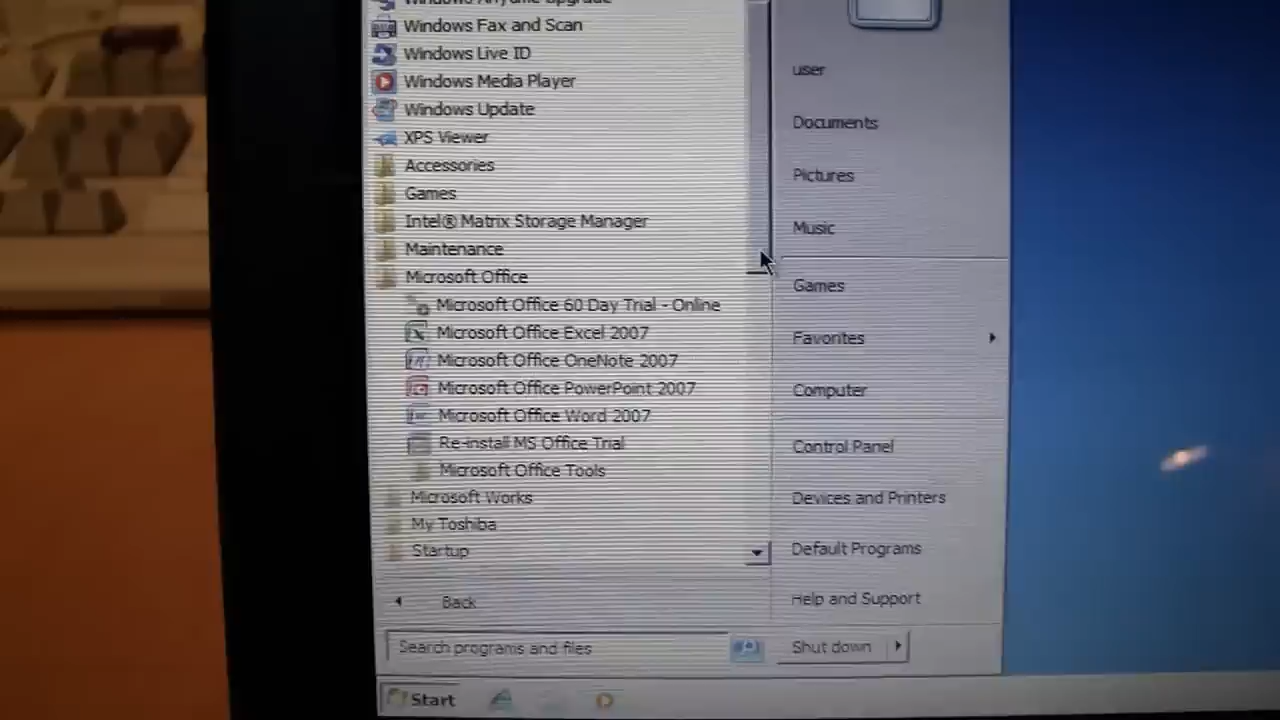 Windows Anytime Upgrade
Windows Fax and Scan
Windows Live ID
Windows Media Player
Windows Update
XPS Viewer
Accessories
Games
Intel® Matrix Storage Manager
Maintenance
Microsoft Office
Microsoft Office 60 Day Trial - Online
Microsoft Office Excel 2007
Microsoft Office OneNote 2007
Microsoft Office PowerPoint 2007
Microsoft Office Word 2007
Re-install MS Office Trial
Microsoft Office Tools
Microsoft Works
My Toshiba
Startup
Back
Search programs and files
user
Documents
Pictures
Music
Games
Favorites
Computer
Control Panel
Devices and Printers
Default Programs
Help and Support
Shut down
Start